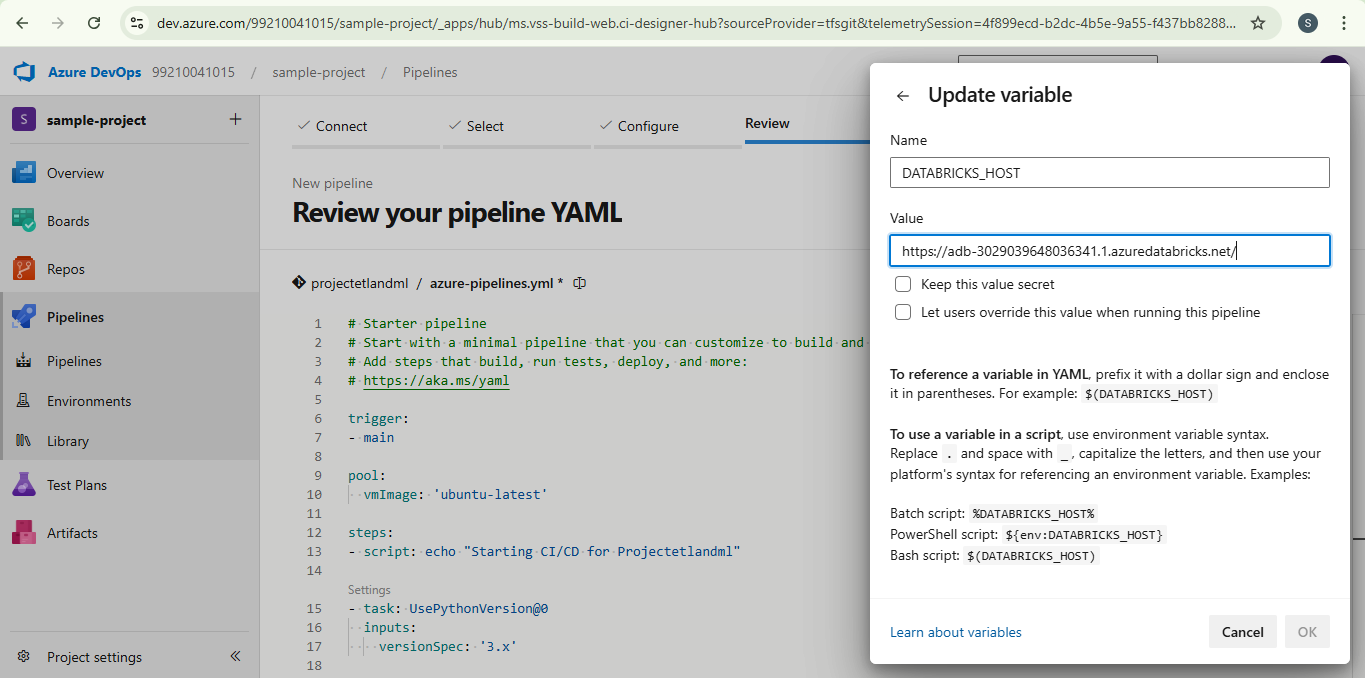 dev.azure.com/99210041015/sample-project/_apps/hub/ms.vss-build-web.ci-designer-hub?sourceProvider=tfsgit&telemetrySession=4f899ecd-b2dc-4b5e-9a55-f437bb8288...
S
Azure DevOps 99210041015 / sample-project / Pipelines
S sample-project +
Overview
Boards
Repos
Pipelines
Pipelines
Environments
Library
Test Plans
Artifacts
Project settings
Connect
Select
Configure
Review
New pipeline
Review your pipeline YAML
projectetlandml / azure-pipelines.yml *
1 # Starter pipeline
2 # Start with a minimal pipeline that you can customize to build and
3 # Add steps that build, run tests, deploy, and more:
4 # https://aka.ms/yaml
5
6 trigger:
7 - main
8
9 pool:
10   vmImage: 'ubuntu-latest'
11
12 steps:
13 - script: echo "Starting CI/CD for Projectetlandml"
14
Settings
15 - task: UsePythonVersion@0
16   inputs:
17     versionSpec: '3.x'
18
Update variable
Name
DATABRICKS_HOST
Value
https://adb-3029039648036341.1.azuredatabricks.net/
Keep this value secret
Let users override this value when running this pipeline
To reference a variable in YAML, prefix it with a dollar sign and enclose
it in parentheses. For example: $(DATABRICKS_HOST)
To use a variable in a script, use environment variable syntax.
Replace . and space with _, capitalize the letters, and then use your
platform's syntax for referencing an environment variable. Examples:
Batch script: %DATABRICKS_HOST%
PowerShell script: ${env:DATABRICKS_HOST}
Bash script: $(DATABRICKS_HOST)
Learn about variables
Cancel
OK